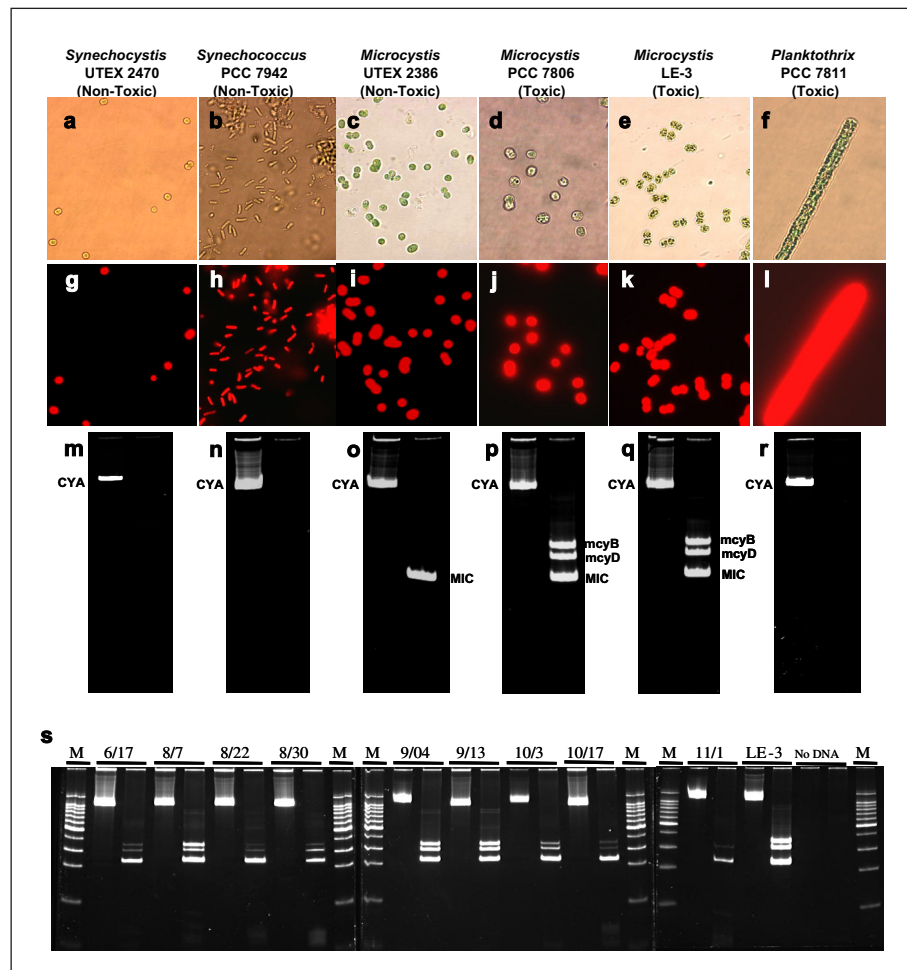 Synechocystis UTEX 2470 (Non-Toxic)
Synechococcus PCC 7942 (Non-Toxic)
Microcystis UTEX 2386 (Non-Toxic)
Microcystis PCC 7806 (Toxic)
Microcystis LE-3 (Toxic)
Planktothrix PCC 7811 (Toxic)
a b c d e f
g h i j k l
m n o p q r
CYA CYA CYA CYA CYA CYA
mcyB mcyB
mcyD mcyD
MIC MIC MIC
s
M 6/17 8/7 8/22 8/30 M M 9/04 9/13 10/3 10/17 M M 11/1 LE-3 No DNA M